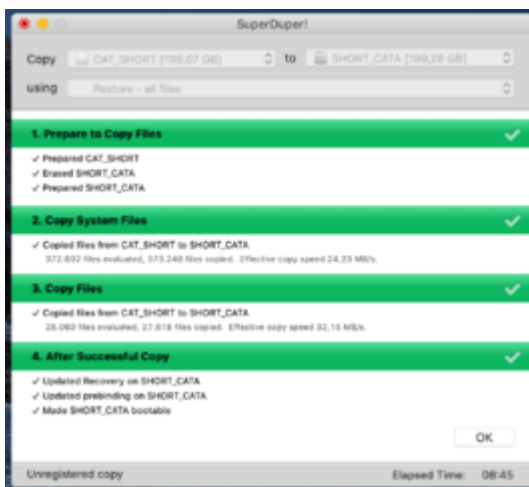 SuperDuper!
Copy CAT_SHORT [199,07 GB] to SHORT_CATA [199,28 GB]
using Restore - all files
1. Prepare to Copy Files
✓ Prepared CAT_SHORT
✓ Erased SHORT_CATA
✓ Prepared SHORT_CATA
2. Copy System Files
✓ Copied files from CAT_SHORT to SHORT_CATA
files evaluated, 373.248 files copied. Effective copy speed 24,23 MB/s.
3. Copy Files
✓ Copied files from CAT_SHORT to SHORT_CATA
28.060 files evaluated, 27.818 files copied. Effective copy speed 32,15 MB/s.
4. After Successful Copy
✓ Updated Recovery on SHORT_CATA
✓ Updated prebinding on SHORT_CATA
✓ Made SHORT_CATA bootable
OK
Unregistered copy Elapsed Time: 08:45